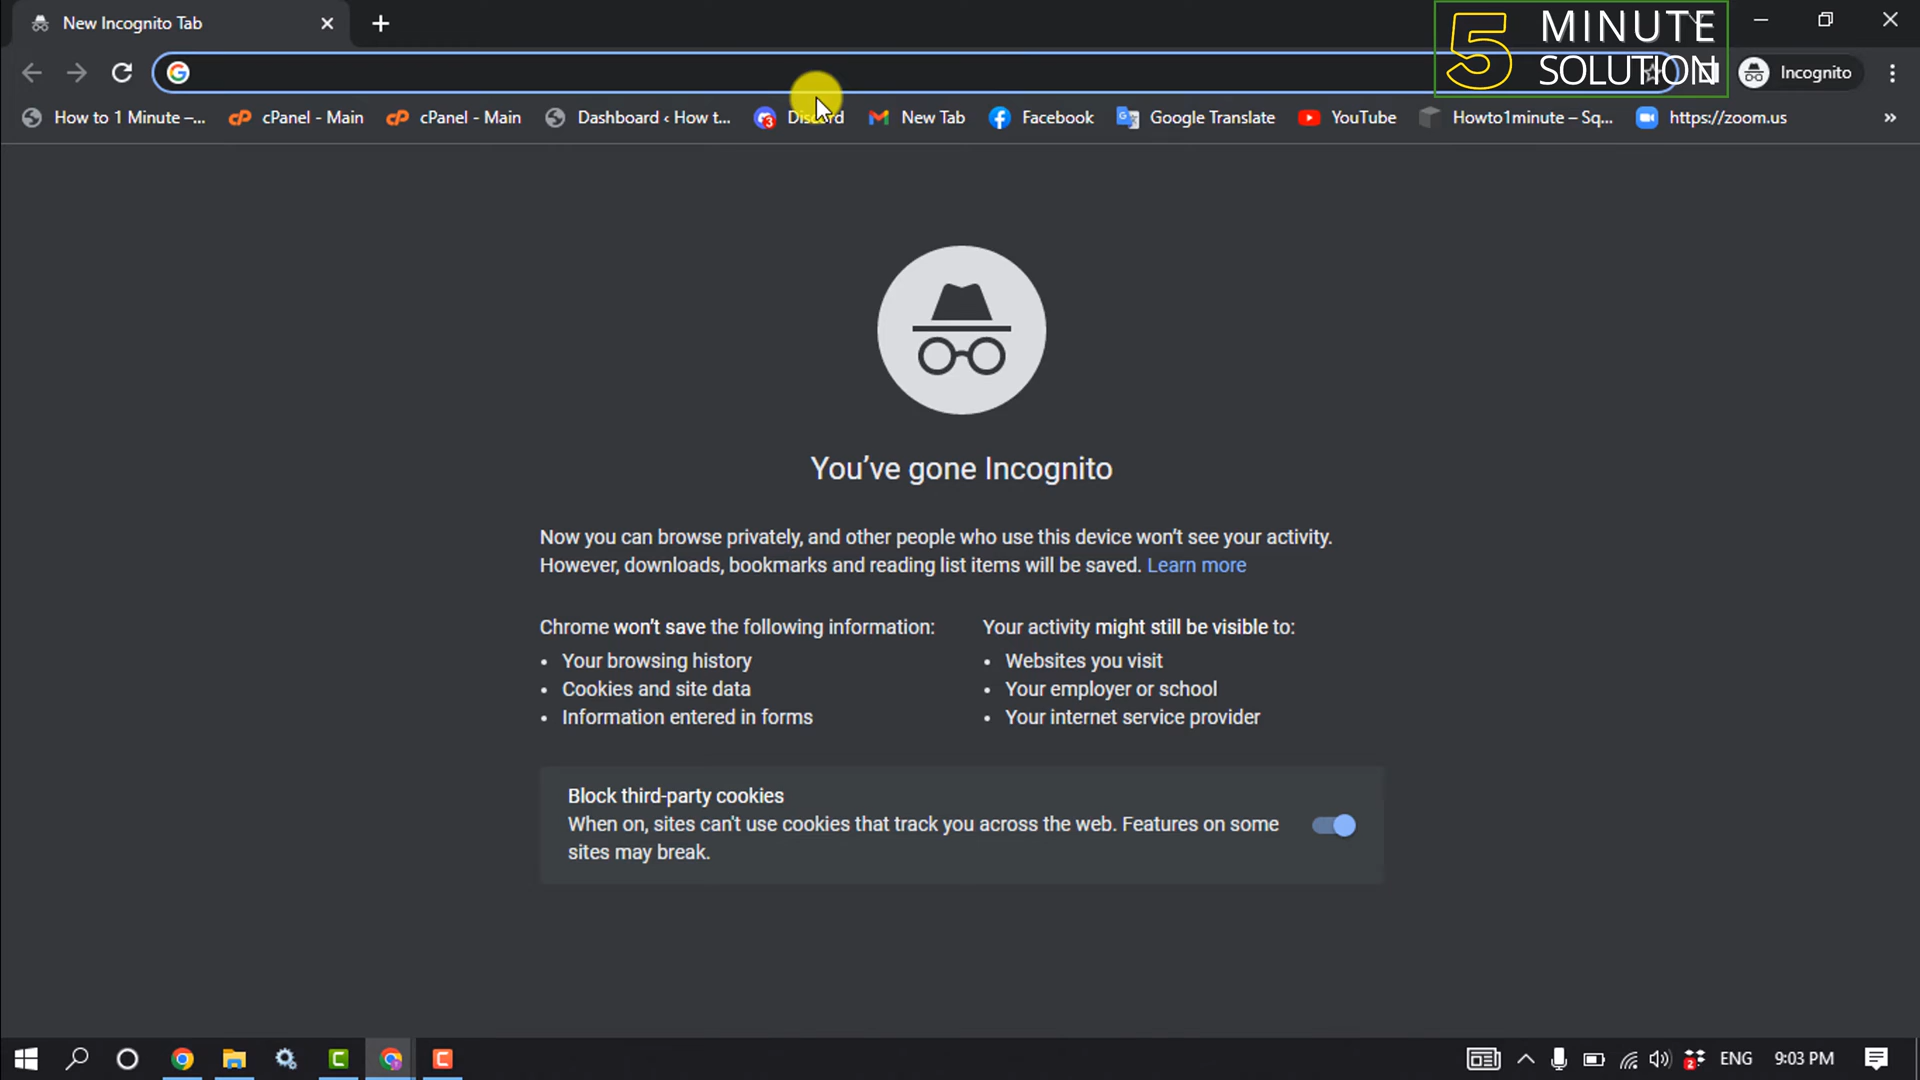 New Incognito Tab
5 MINUTE
SOLUTION
Incognito
How to 1 Minute –...
cPanel - Main
cPanel - Main
Dashboard ‹ How t...
3
Discord
New Tab
Facebook
Google Translate
YouTube
Howto1minute – Sq...
https://zoom.us
»
You’ve gone Incognito
Now you can browse privately, and other people who use this device won’t see your activity.
However, downloads, bookmarks and reading list items will be saved. Learn more
Chrome won’t save the following information:
• Your browsing history
• Cookies and site data
• Information entered in forms
Your activity might still be visible to:
• Websites you visit
• Your employer or school
• Your internet service provider
Block third-party cookies
When on, sites can't use cookies that track you across the web. Features on some
sites may break.
2
ENG
9:03 PM